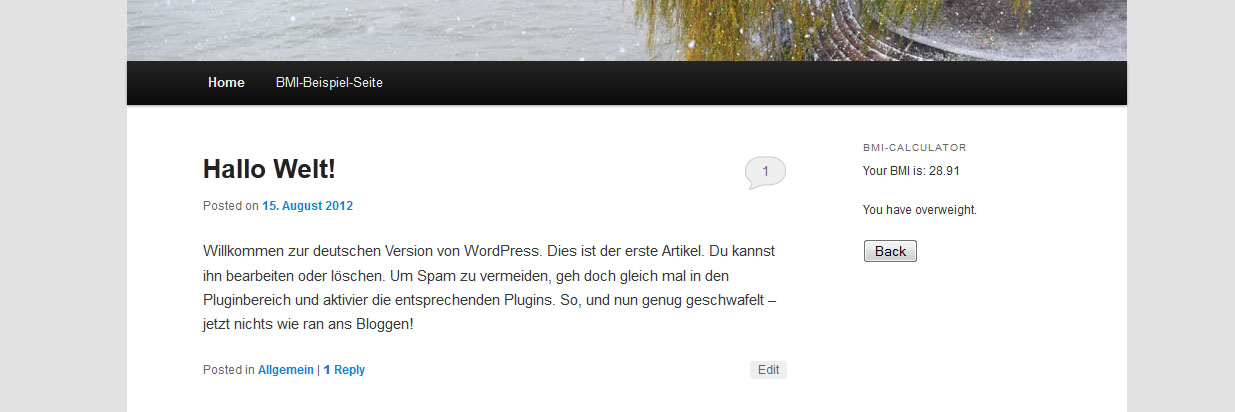 Home BMI-Beispiel-Seite
Hallo Welt!
1
Posted on 15. August 2012
Willkommen zur deutschen Version von WordPress. Dies ist der erste Artikel. Du kannst
ihn bearbeiten oder löschen. Um Spam zu vermeiden, geh doch gleich mal in den
Pluginbereich und aktivier die entsprechenden Plugins. So, und nun genug geschwafelt –
jetzt nichts wie ran ans Bloggen!
Posted in Allgemein | 1 Reply
Edit
BMI-CALCULATOR
Your BMI is: 28.91
You have overweight.
Back